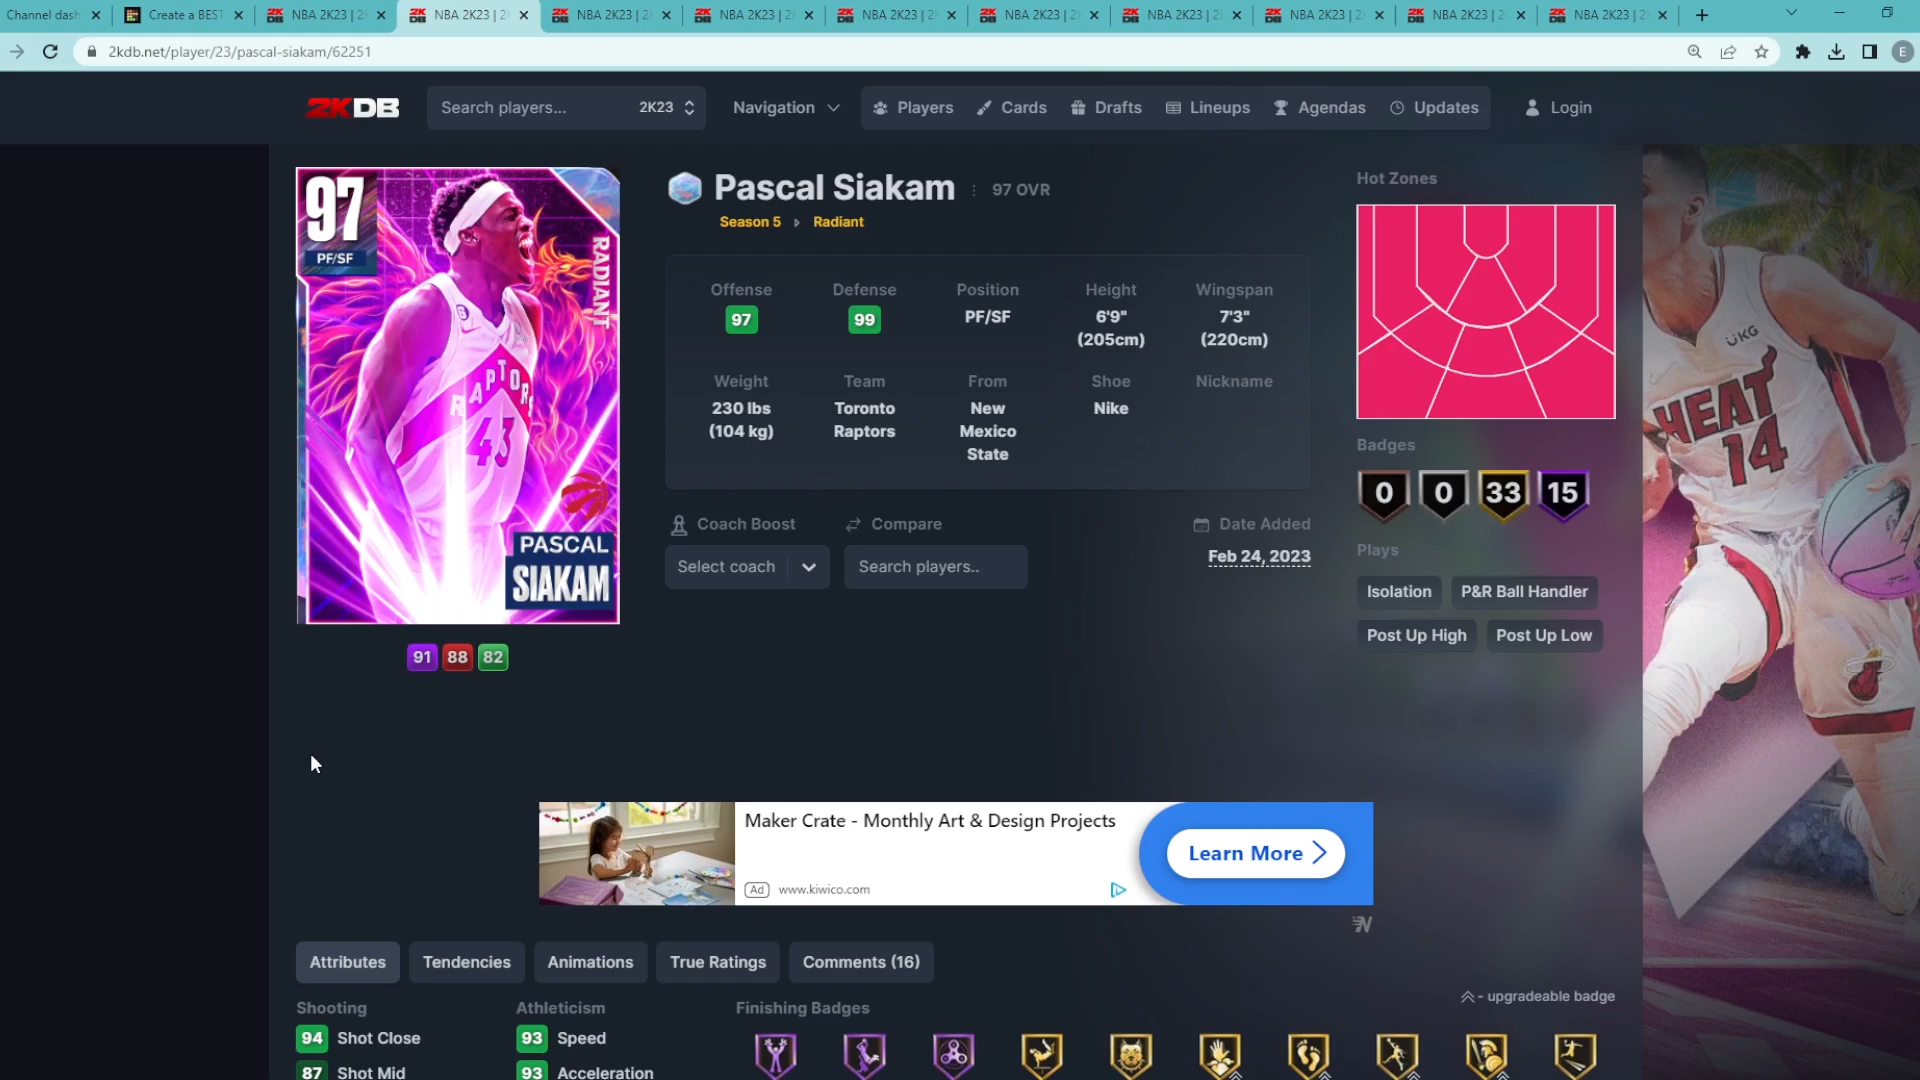 Channel dash
Create a BEST
NBA 2K23 | 2
NBA 2K23 | 2
NBA 2K23 | 2
NBA 2K23 | 2
NBA 2K23 | 2
NBA 2K23 | 2
NBA 2K23 | 2
NBA 2K23 | 2
NBA 2K23 | 2
NBA 2K23 | 2
2kdb.net/player/23/pascal-siakam/62251
E
2KDB
Search players...
2K23
Navigation
Players
Cards
Drafts
Lineups
Agendas
Updates
Login
97
PF/SF
RADIANT
RAPTORS
43
PASCAL
SIAKAM
91 88 82
Pascal Siakam
97 OVR
Season 5
Radiant
Offense
97
Defense
99
Position
PF/SF
Height
6'9"
(205cm)
Wingspan
7'3"
(220cm)
Weight
230 lbs
(104 kg)
Team
Toronto
Raptors
From
New
Mexico
State
Shoe
Nike
Nickname
Coach Boost
Select coach
Compare
Search players..
Date Added
Feb 24, 2023
Hot Zones
Badges
0 0 33 15
Plays
Isolation
P&R Ball Handler
Post Up High
Post Up Low
UKG
HEAT
14
Maker Crate - Monthly Art & Design Projects
Ad www.kiwico.com
Learn More
Attributes
Tendencies
Animations
True Ratings
Comments (16)
- upgradeable badge
Shooting
94 Shot Close
87 Shot Mid
Athleticism
93 Speed
93 Acceleration
Finishing Badges